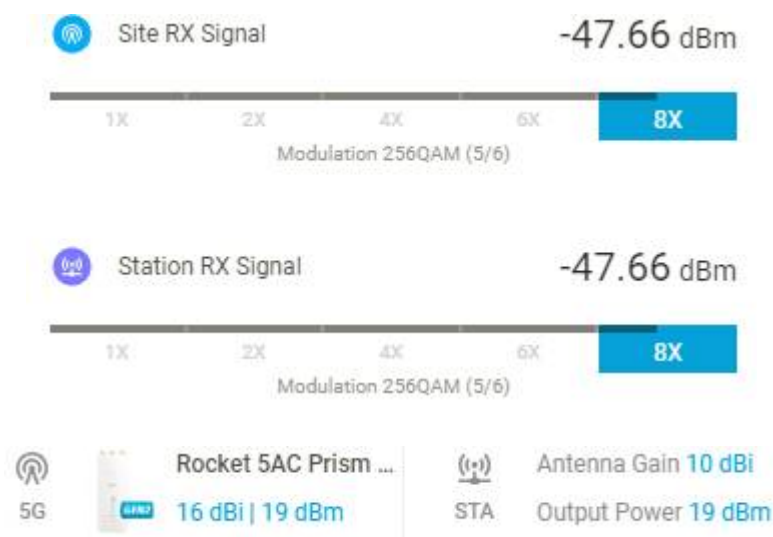 Site RX Signal -47.66 dBm
1X 2X 4X 6X 8X
Modulation 256QAM (5/6)
Station RX Signal -47.66 dBm
1X 2X 4X 6X 8X
Modulation 256QAM (5/6)
Rocket 5AC Prism ... Antenna Gain 10 dBi
5G GEN2 16 dBi | 19 dBm STA Output Power 19 dBm